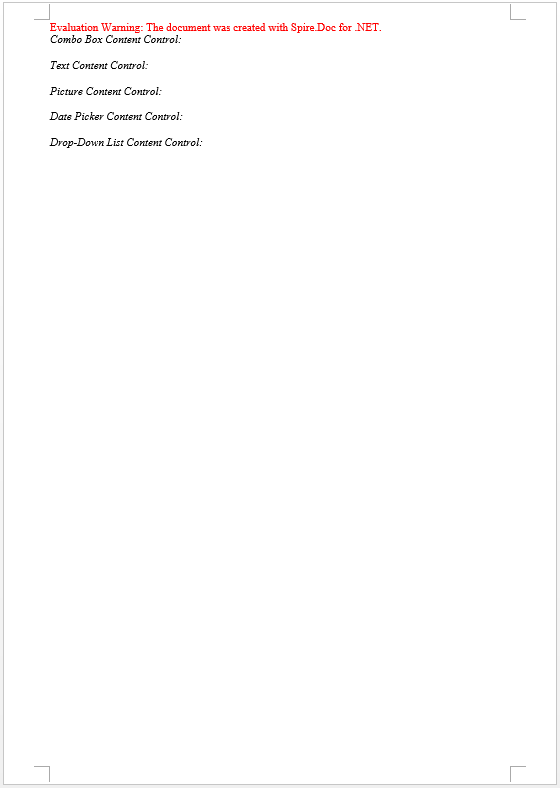 Evaluation Warning: The document was created with Spire.Doc for .NET.
Combo Box Content Control:
Text Content Control:
Picture Content Control:
Date Picker Content Control:
Drop-Down List Content Control: